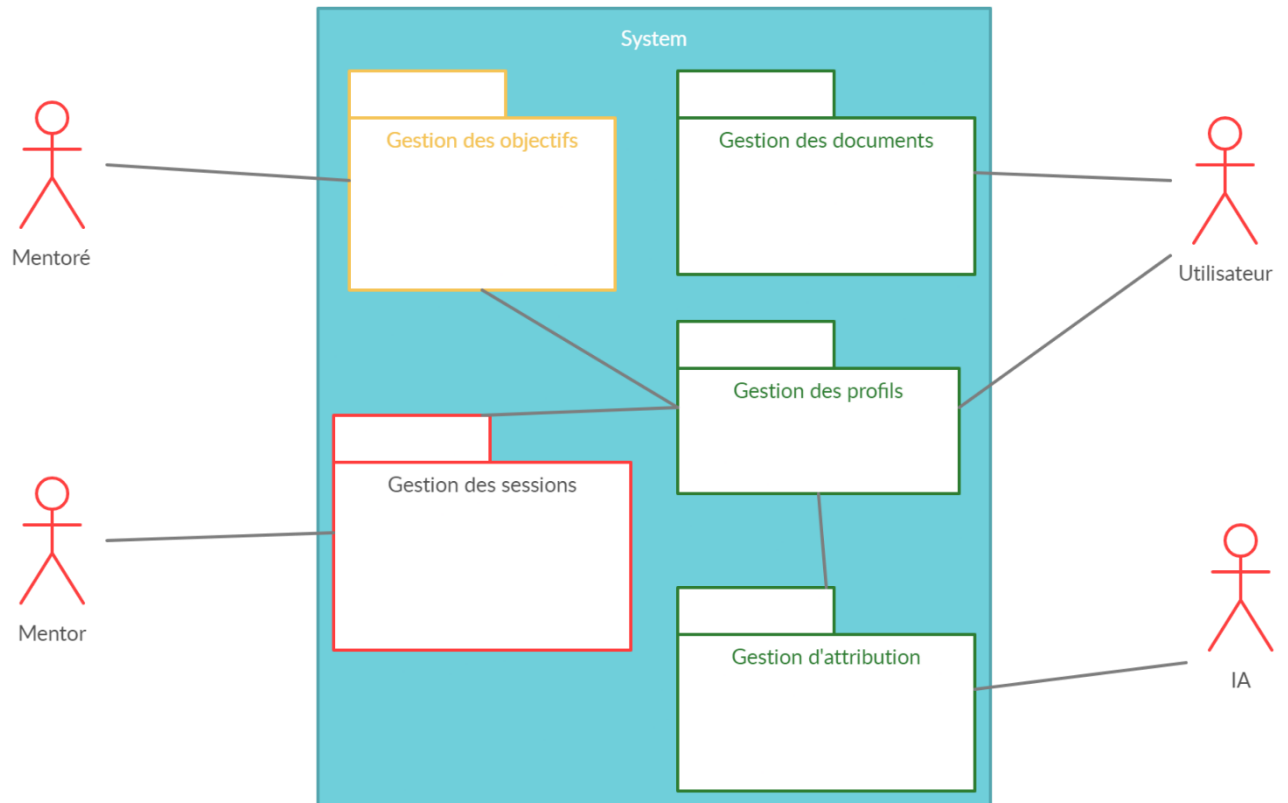 System
Gestion des objectifs
Gestion des documents
Mentoré
Utilisateur
Gestion des profils
Gestion des sessions
Mentor
Gestion d'attribution
IA